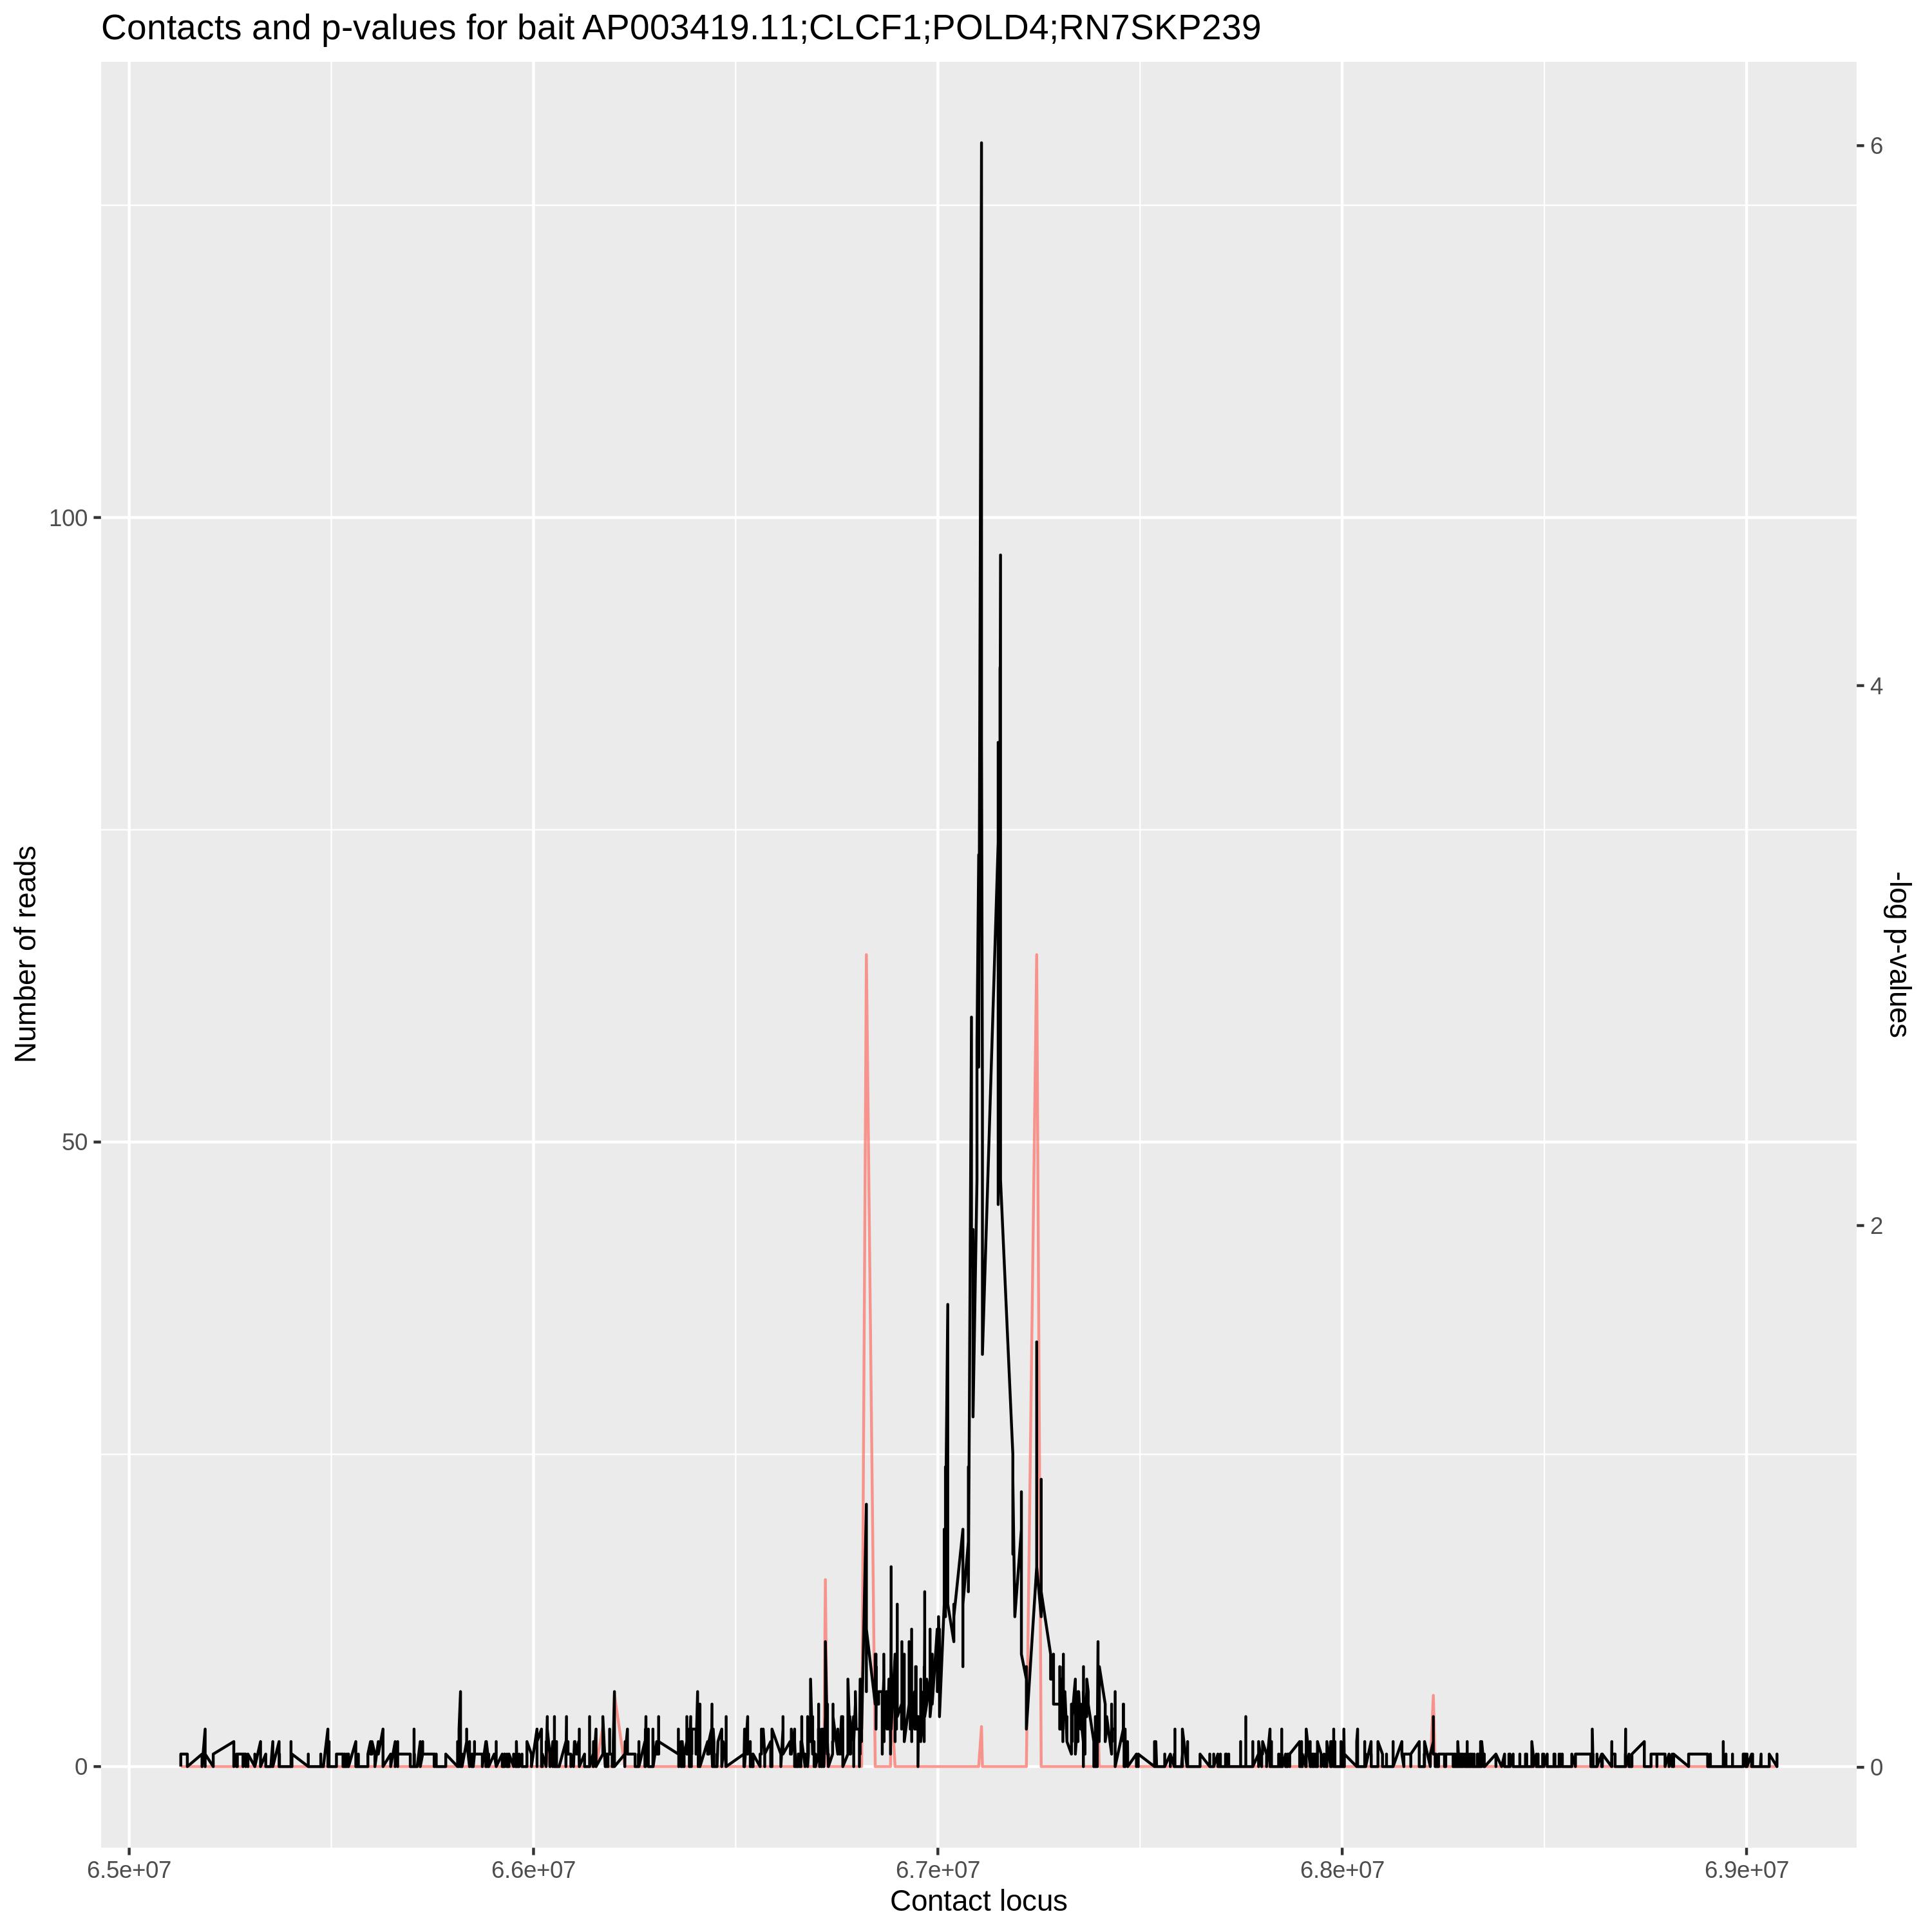 Contacts and p-values for bait AP003419.11;CLCF1;POLD4;RN7SKP239
Number of reads
100
50
0
6
4
2
0
-log p-values
6.5e+07
6.6e+07
6.7e+07
6.8e+07
6.9e+07
Contact locus